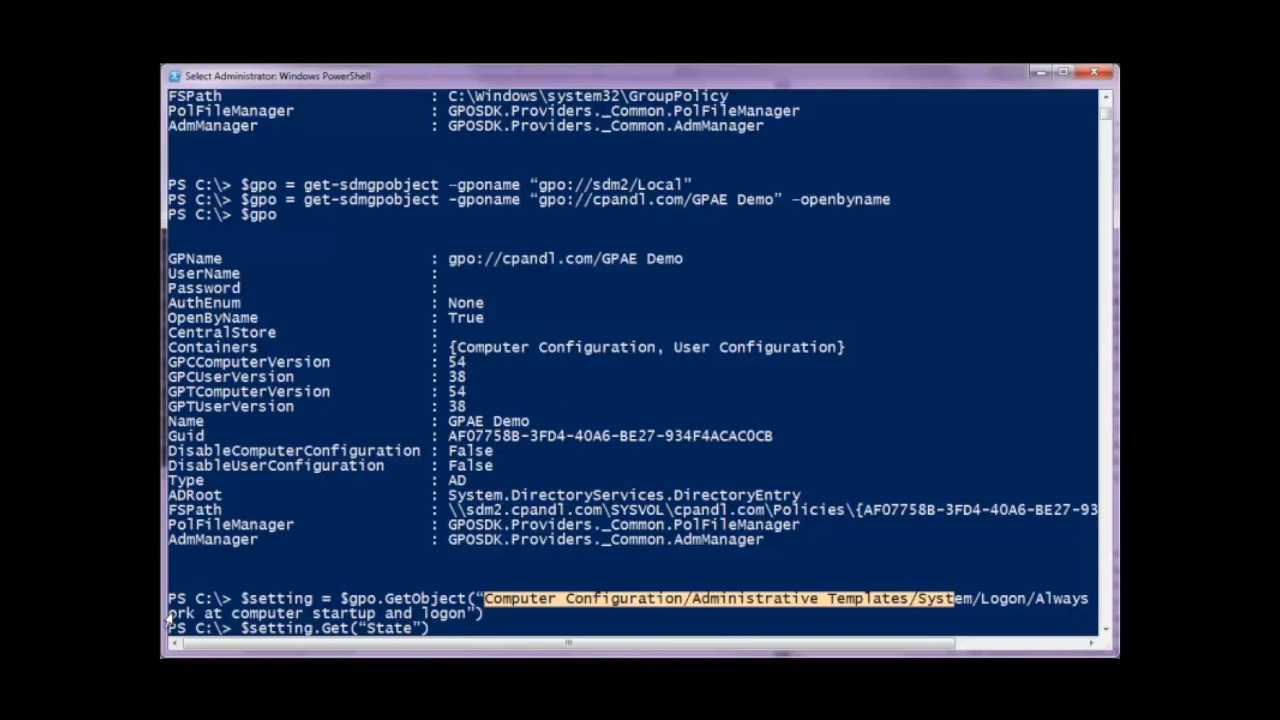 Select Administrator: Windows PowerShell
FSPath : C:\Windows\system32\GroupPolicy
PolFileManager : GPOSDK.Providers._Common.PolFileManager
AdmManager : GPOSDK.Providers._Common.AdmManager
PS C:\> $gpo = get-sdmgpobject –gponame “gpo://sdm2/Local”
PS C:\> $gpo = get-sdmgpobject -gponame “gpo://cpandl.com/GPAE Demo” –openbyname
PS C:\> $gpo
GPName : gpo://cpandl.com/GPAE Demo
UserName :
Password :
AuthEnum : None
OpenByName : True
CentralStore :
Containers : {Computer Configuration, User Configuration}
GPCComputerVersion : 54
GPCUserVersion : 38
GPTComputerVersion : 54
GPTUserVersion : 38
Name : GPAE Demo
Guid : AF07758B-3FD4-40A6-BE27-934F4ACAC0CB
DisableComputerConfiguration : False
DisableUserConfiguration : False
Type : AD
ADRoot : System.DirectoryServices.DirectoryEntry
FSPath : \\sdm2.cpandl.com\SYSVOL\cpandl.com\Policies\{AF07758B-3FD4-40A6-BE27-93
PolFileManager : GPOSDK.Providers._Common.PolFileManager
AdmManager : GPOSDK.Providers._Common.AdmManager
PS C:\> $setting = $gpo.GetObject(“Computer Configuration/Administrative Templates/System/Logon/Always
ork at computer startup and logon”)
PS C:\> $setting.Get(“State”)